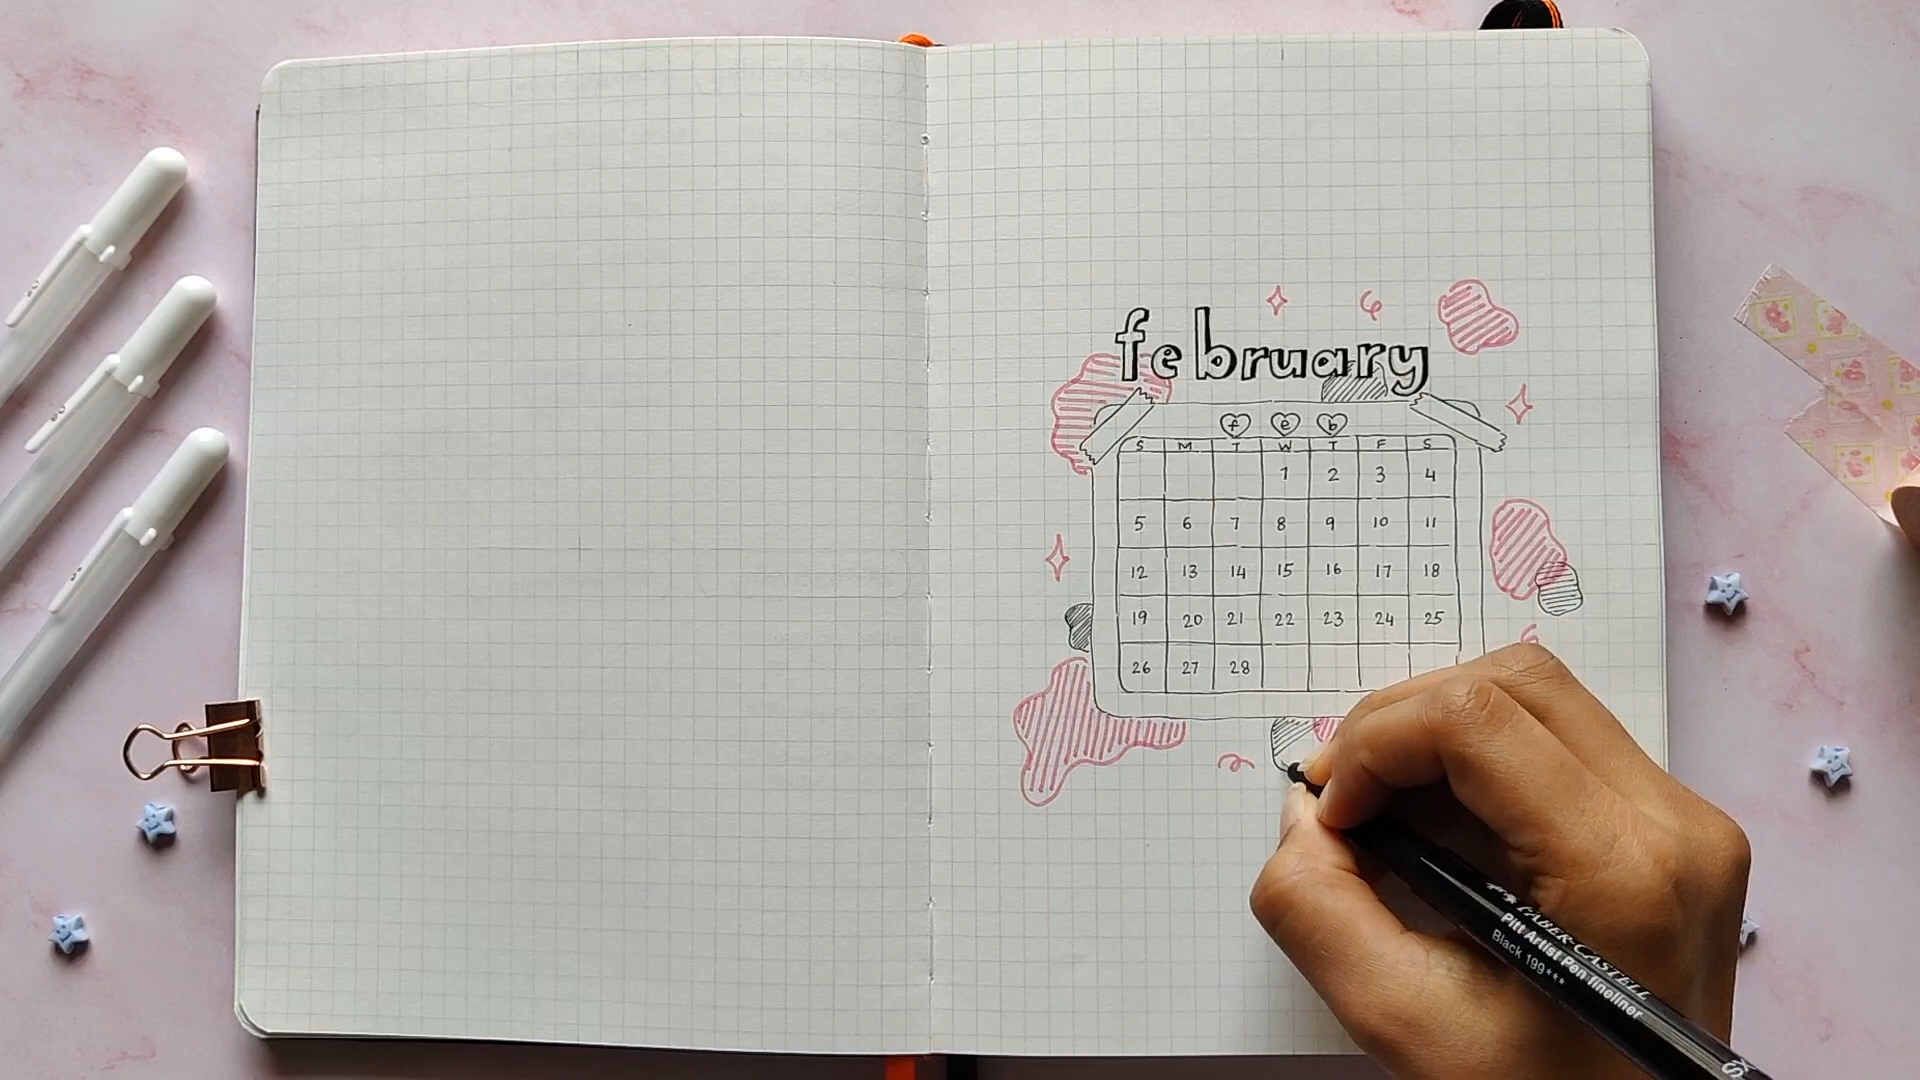 february
f e b
S M T W T F S
1 2 3 4
5 6 7 8 9 10 11
12 13 14 15 16 17 18
19 20 21 22 23 24 25
26 27 28
FABER-CASTELL
Pitt Artist Pen fineliner
Black 199***